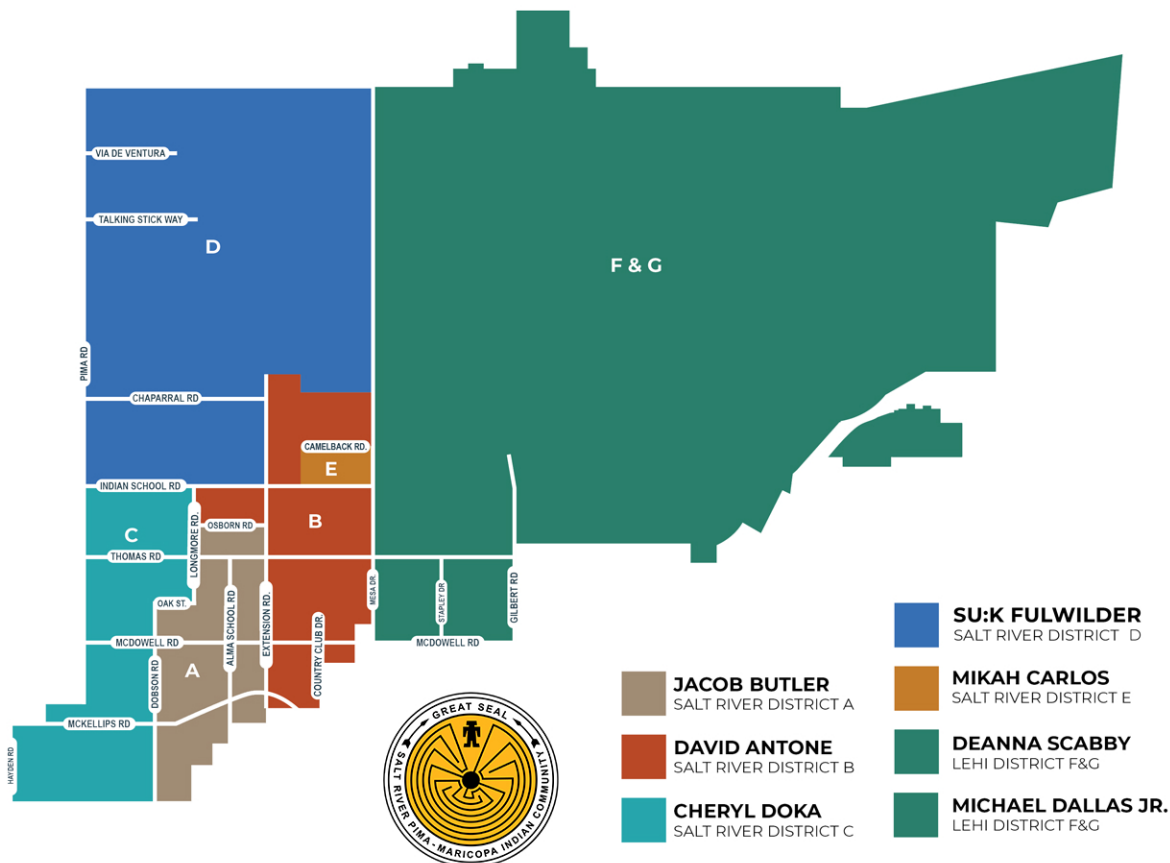 VIA DE VENTURA
TALKING STICK WAY
D
F & G
PIMA RD
CHAPARRAL RD
CAMELBACK RD.
E
INDIAN SCHOOL RD
C
LONGMORE RD.
OSBORN RD
B
THOMAS RD
OAK ST.
ALMA SCHOOL RD
EXTENSION RD.
MESA DR.
STAPLEY DR
GILBERT RD
MCDOWELL RD
MCDOWELL RD
A
DOBSON RD
COUNTRY CLUB DR.
MCKELLIPS RD
HAYDEN RD
GREAT SEAL
SALT RIVER PIMA-MARICOPA INDIAN COMMUNITY
JACOB BUTLER
SALT RIVER DISTRICT A
DAVID ANTONE
SALT RIVER DISTRICT B
CHERYL DOKA
SALT RIVER DISTRICT C
SU:K FULWILDER
SALT RIVER DISTRICT D
MIKAH CARLOS
SALT RIVER DISTRICT E
DEANNA SCABBY
LEHI DISTRICT F&G
MICHAEL DALLAS JR.
LEHI DISTRICT F&G